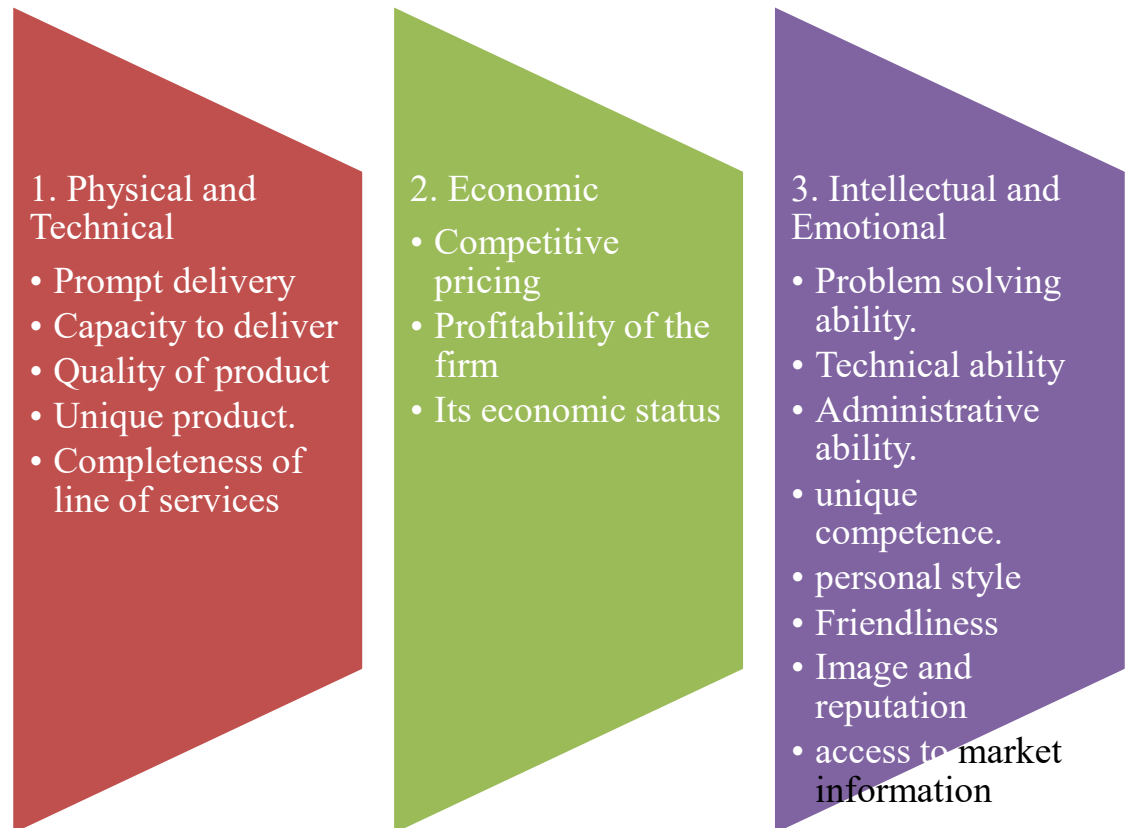 1. Physical and
Technical
• Prompt delivery
• Capacity to deliver
• Quality of product
• Unique product.
• Completeness of
line of services
2. Economic
• Competitive
pricing
• Profitability of the
firm
• Its economic status
3. Intellectual and
Emotional
• Problem solving
ability.
• Technical ability
• Administrative
ability.
• unique
competence.
• personal style
• Friendliness
• Image and
reputation
• access to market
information